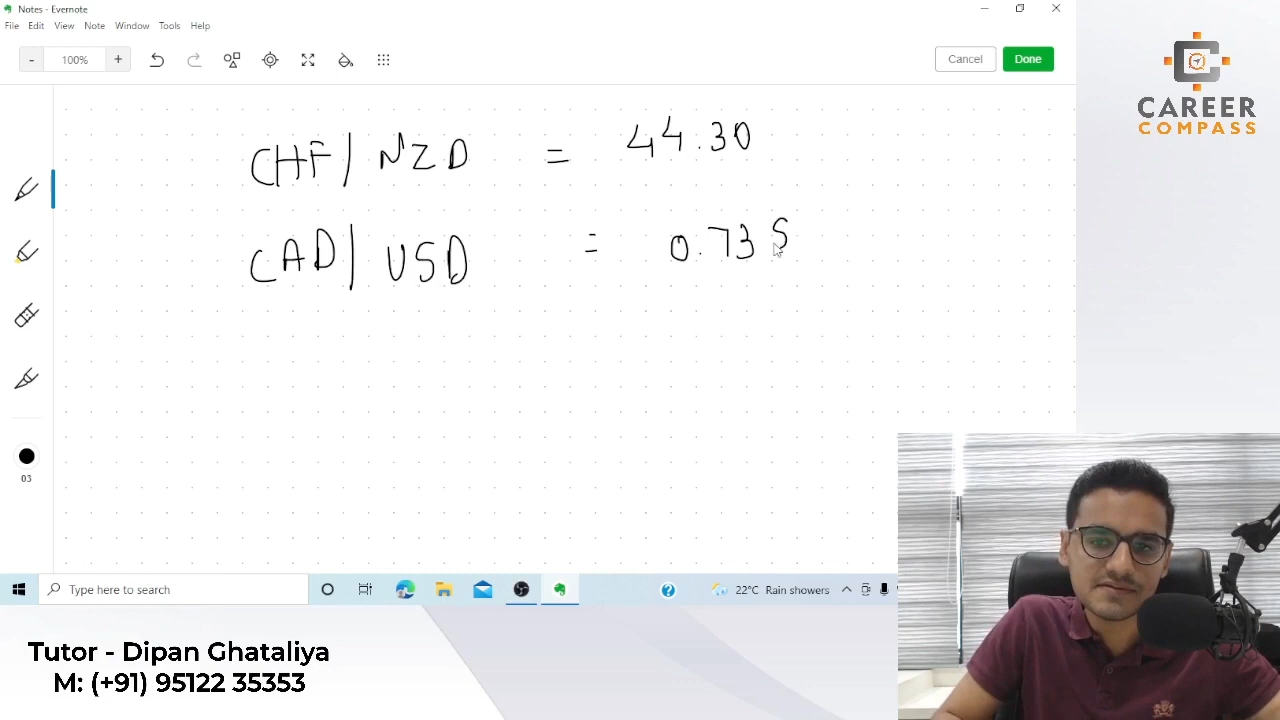 Notes - Evernote
File Edit View Note Window Tools Help
- 100% +
Cancel Done
CAREER
COMPASS
CHF/NZD = 44.30
CAD/USD = 0.735
03
Type here to search
22°C Rain showers
Tutor - Dipan Ghataliya
M: (+91) 95122 35353